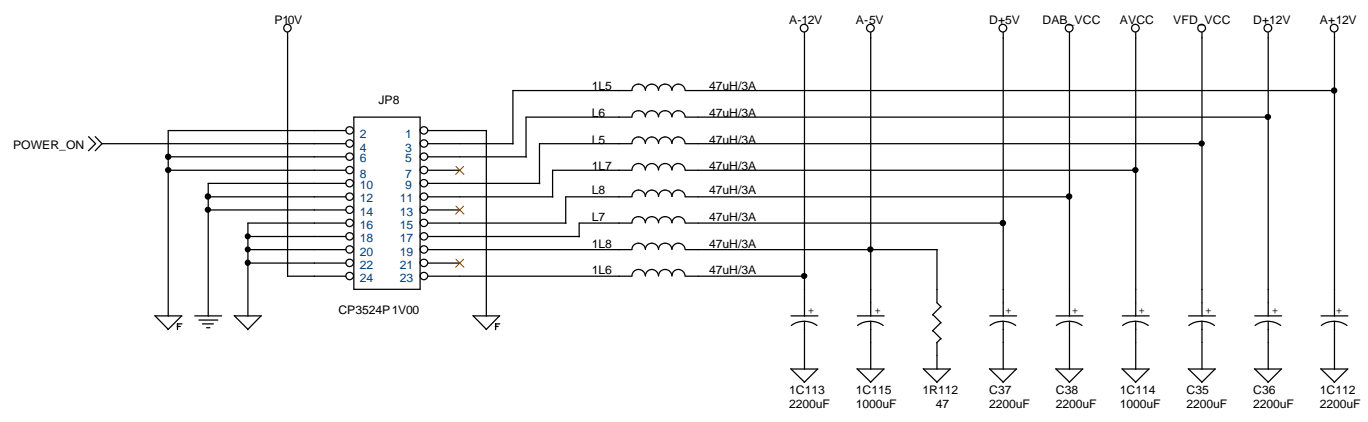 P10V
A-12V
A-5V
D+5V
DAB_VCC
AVCC
VFD_VCC
D+12V
A+12V
JP8
POWER_ON
2 1
4 3
6 5
8 7
10 9
12 11
14 13
16 15
18 17
20 19
22 21
24 23
CP3524P1V00
1L5 47uH/3A
L6 47uH/3A
L5 47uH/3A
1L7 47uH/3A
L8 47uH/3A
L7 47uH/3A
1L8 47uH/3A
1L6 47uH/3A
F
F
+ + + + + + + +
1C113 1C115 1R112 C37 C38 1C114 C35 C36 1C112
2200uF 1000uF 47 2200uF 2200uF 1000uF 2200uF 2200uF 2200uF